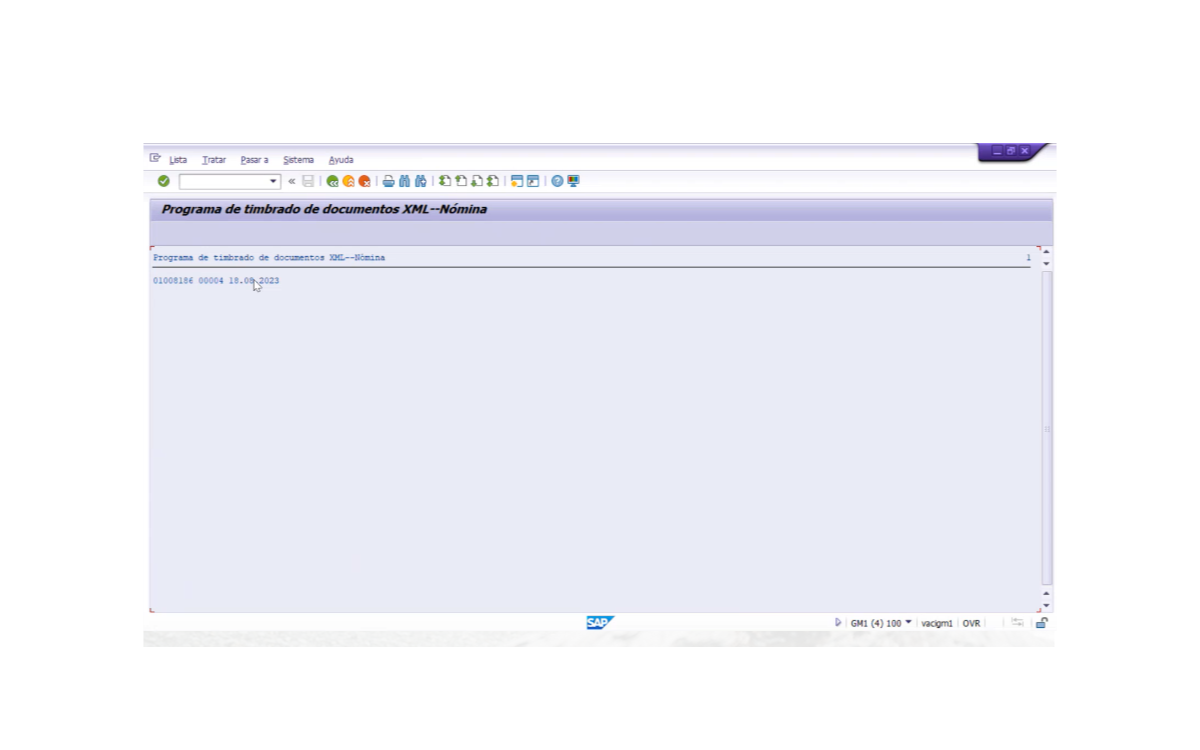 Lista Tratar Pasar a Sistema Ayuda
Programa de timbrado de documentos XML--Nómina
Programa de timbrado de documentos XML--Nómina 1
01008186 00004 18.08.2023
SAP GM1 (4) 100 vacigm1 OVR